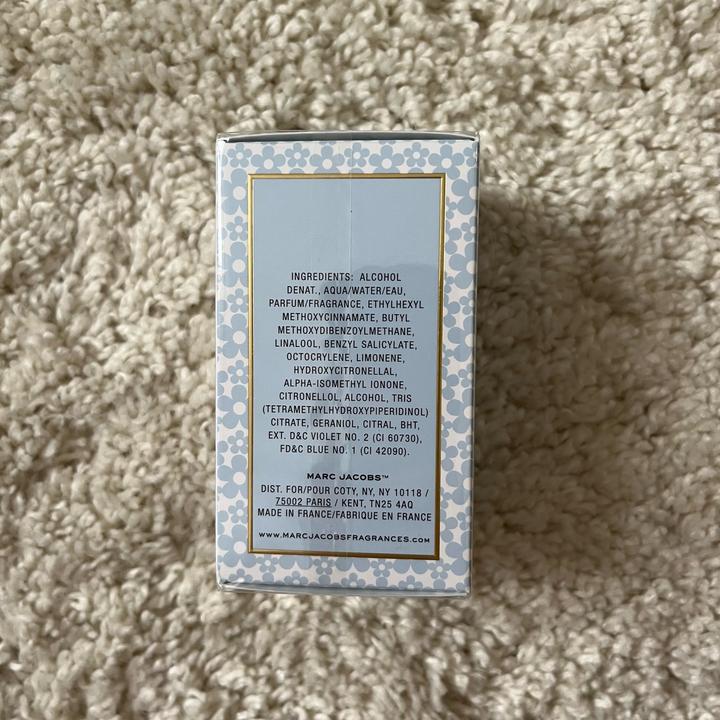 INGREDIENTS: ALCOHOL
DENAT., AQUA/WATER/EAU,
PARFUM/FRAGRANCE, ETHYLHEXYL
METHOXYCINNAMATE, BUTYL
METHOXYDIBENZOYLMETHANE,
LINALOOL, BENZYL SALICYLATE,
OCTOCRYLENE, LIMONENE,
HYDROXYCITRONELLAL,
ALPHA-ISOMETHYL IONONE,
CITRONELLOL, ALCOHOL, TRIS
(TETRAMETHYLHYDROXYPIPERIDINOL)
CITRATE, GERANIOL, CITRAL, BHT,
EXT. D&C VIOLET NO. 2 (CI 60730),
FD&C BLUE NO. 1 (CI 42090).
MARC JACOBS™
DIST. FOR/POUR COTY, NY, NY 10118 /
75002 PARIS / KENT, TN25 4AQ
MADE IN FRANCE/FABRIQUE EN FRANCE
WWW.MARCJACOBSFRAGRANCES.COM